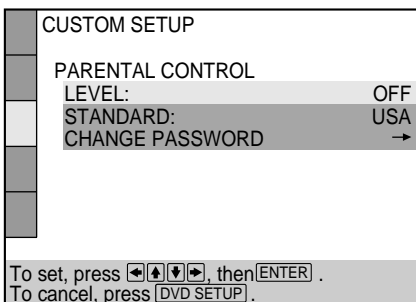 CUSTOM SETUP
PARENTAL CONTROL
LEVEL: OFF
STANDARD: USA
CHANGE PASSWORD →
To set, press ←↑↓→, then ENTER .
To cancel, press DVD SETUP .